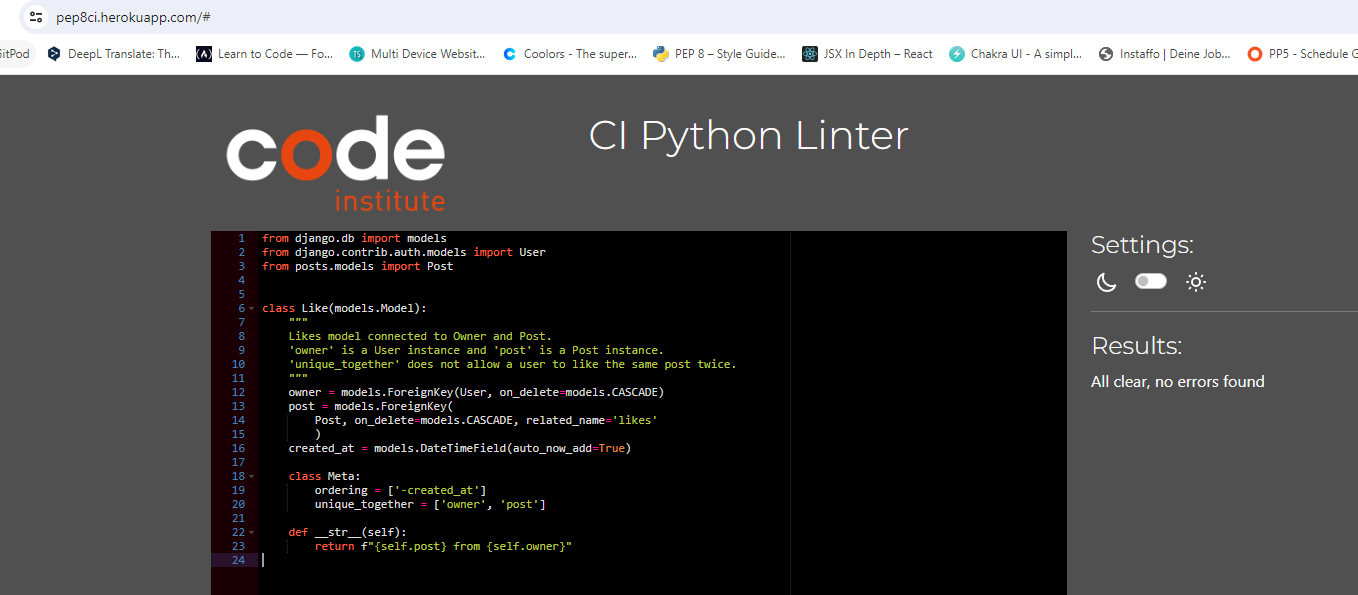 pep8ci.herokuapp.com/#
itPod DeepL Translate: Th... Learn to Code — Fo... TS Multi Device Websit... Coolors - The super... PEP 8 – Style Guide... JSX In Depth – React Chakra UI - A simpl... Instaffo | Deine Job... PP5 - Schedule G
code
institute
CI Python Linter
1 from django.db import models
2 from django.contrib.auth.models import User
3 from posts.models import Post
4
5
6 class Like(models.Model):
7     """
8     Likes model connected to Owner and Post.
9     'owner' is a User instance and 'post' is a Post instance.
10     'unique_together' does not allow a user to like the same post twice.
11     """
12     owner = models.ForeignKey(User, on_delete=models.CASCADE)
13     post = models.ForeignKey(
14         Post, on_delete=models.CASCADE, related_name='likes'
15         )
16     created_at = models.DateTimeField(auto_now_add=True)
17
18     class Meta:
19         ordering = ['-created_at']
20         unique_together = ['owner', 'post']
21
22     def __str__(self):
23         return f"{self.post} from {self.owner}"
24
Settings:
Results:
All clear, no errors found